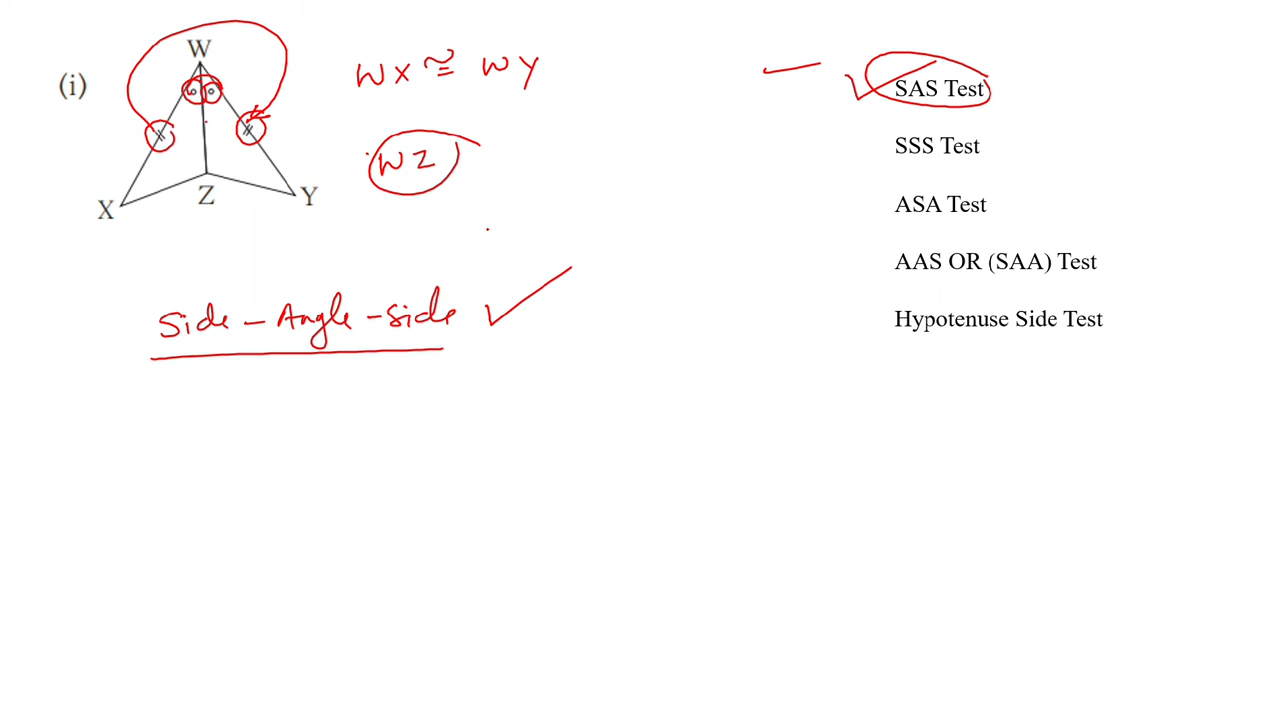 (i)
W
X
Z
Y
WX ≅ WY
WZ
Side - Angle - Side
SAS Test
SSS Test
ASA Test
AAS OR (SAA) Test
Hypotenuse Side Test